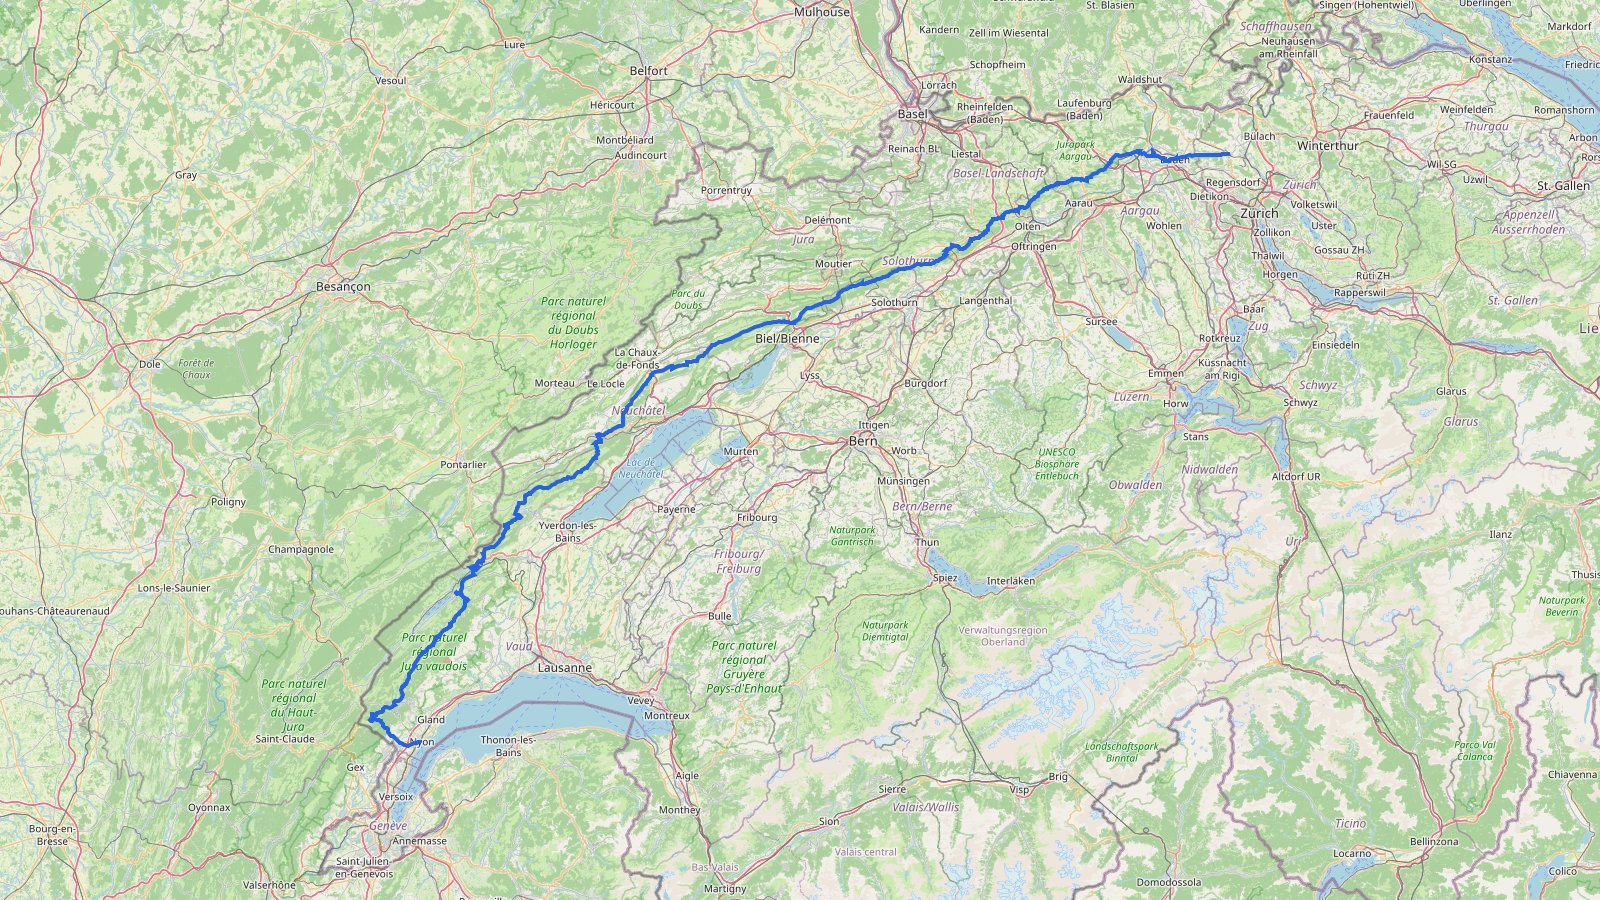 Mulhouse
St. Blasien
Singen (Hohentwiel)
Überlingen
Kandern
Zell im Wiesental
Schaffhausen
Neuhausen
am Rheinfall
Markdorf
Lure
Belfort
Vesoul
Schopfheim
Waldshut
Konstanz
Friedric
Lörrach
Héricourt
Basel
Rheinfelden
(Baden)
Laufenburg
(Baden)
Weinfelden
Romanshorn
Frauenfeld
Thurgau
Arbon
Montbéliard
Audincourt
Reinach BL
Liestal
Jurapark
Aargau
Baden
Bülach
Winterthur
Wil SG
Rors
Gray
Basel-Landschaft
Regensdorf
Zürich
Uzwil
St. Gallen
Porrentruy
Aarau
Aargau
Dietikon
Volketswil
Zürich
Delémont
Jura
Olten
Wohlen
Uster
Zollikon
Appenzell
Ausserrhoden
Oftringen
Thalwil
Gossau ZH
Moutier
Solothurn
Horgen
Rüti ZH
Rapperswil
Besançon
Parc naturel
régional
du Doubs
Horloger
Parc du
Doubs
Solothurn
Langenthal
Baar
Zug
St. Gallen
Sursee
Rotkreuz
Einsiedeln
Lie
Biel/Bienne
La Chaux-
de-Fonds
Dole
Forêt de
Chaux
Morteau
Le Locle
Lyss
Burgdorf
Emmen
Küssnacht
am Rigi
Schwyz
Glarus
Luzern
Horw
Schwyz
Neuchâtel
Ittigen
Bern
Stans
Glarus
Pontarlier
Lac de
Neuchâtel
Murten
Worb
UNESCO
Biosphäre
Entlebuch
Nidwalden
Altdorf UR
Obwalden
Münsingen
Poligny
Payerne
Fribourg
Bern/Berne
Yverdon-les-
Bains
Naturpark
Gantrisch
Thun
Uri
Ilanz
Champagnole
Fribourg/
Freiburg
Spiez
Interlaken
Thusis
Lons-le-Saunier
ouhans-Châteaurenaud
Bulle
Naturpark
Diemtigtal
Verwaltungsregion
Oberland
Naturpark
Beverin
Parc naturel
régional
Jura vaudois
Vaud
Parc naturel
régional
Gruyère
Pays-d'Enhaut
Lausanne
Parc naturel
régional
du Haut-
Jura
Vevey
Montreux
Gland
Saint-Claude
Nyon
Thonon-les-
Bains
Landschaftspark
Binntal
Parco Val
Calanca
Gex
Aigle
Brig
Chiavenna
Versoix
Sierre
Visp
Oyonnax
Monthey
Valais/Wallis
Genève
Sion
Ticino
Bourg-en-
Bresse
Annemasse
Bellinzona
Locarno
Valais central
Saint-Julien
-en-Genevois
Bas Valais
Colico
Valserhône
Martigny
Domodossola